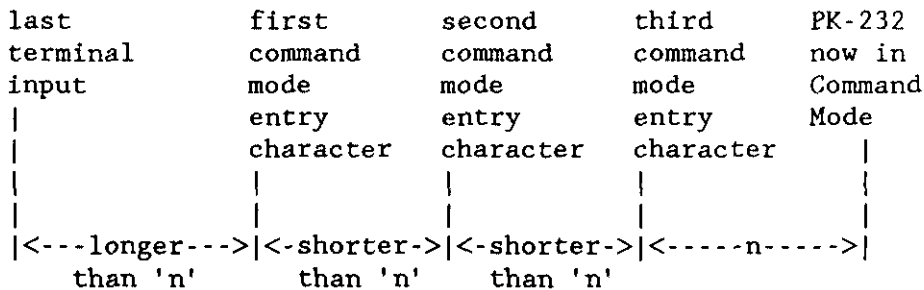 last            first       second      third      PK-232
terminal        command     command     command    now in
input           mode        mode        mode       Command
|               entry       entry       entry      Mode
|               character   character   character     |
|               |           |           |             |
|               |           |           |             |
|<---longer--->|<-shorter->|<-shorter->|<-----n----->|
    than 'n'      than 'n'    than 'n'